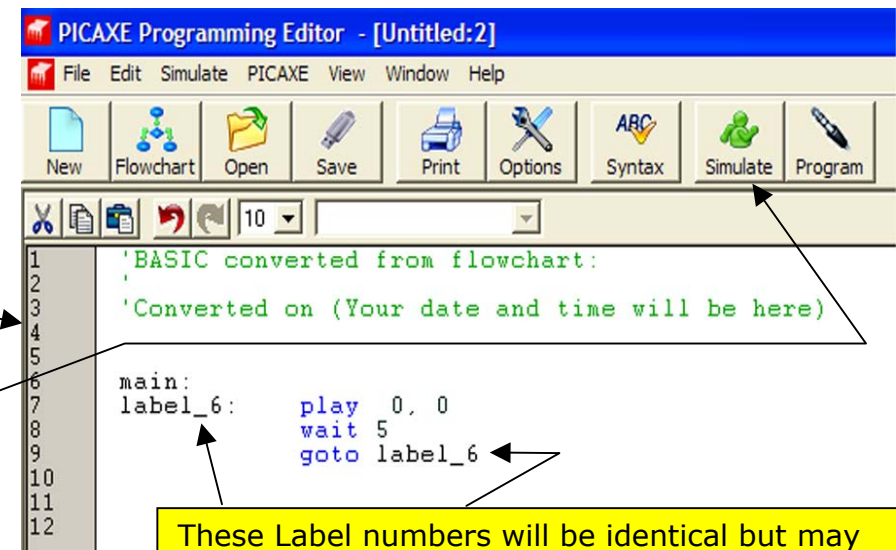 PICAXE Programming Editor - [Untitled:2]
File Edit Simulate PICAXE View Window Help
ABC
New Flowchart Open Save Print Options Syntax Simulate Program
10
1 'BASIC converted from flowchart:
2 '
3 'Converted on (Your date and time will be here)
4
5
6 main:
7 label_6: play 0, 0
8 wait 5
9 goto label_6
10
11
12
These Label numbers will be identical but may